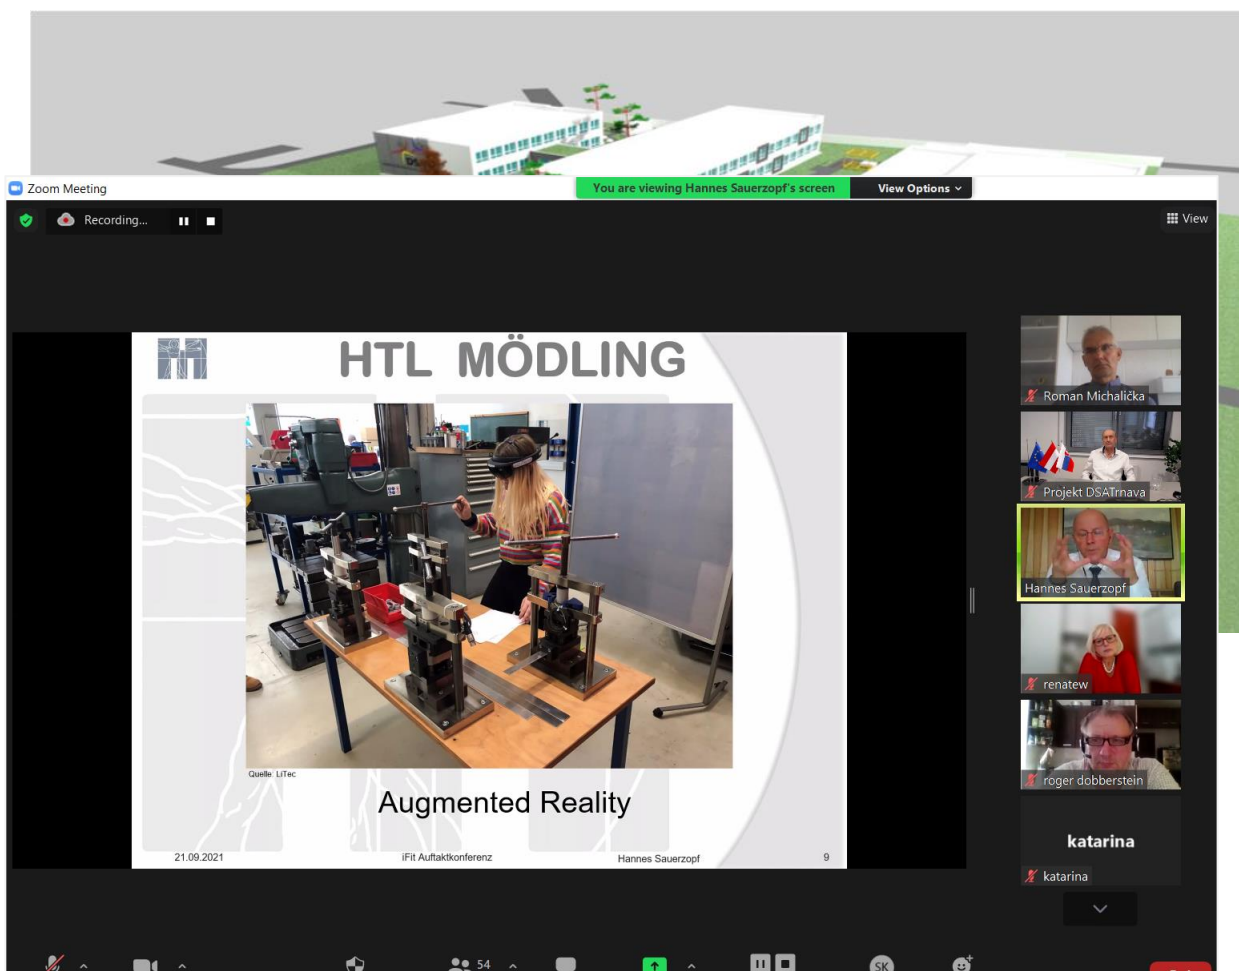 Zoom Meeting
You are viewing Hannes Sauerzopf's screen
View Options
Recording...
View
HTL MÖDLING
Quelle: LiTec
Augmented Reality
21.09.2021
iFit Auftaktkonferenz
Hannes Sauerzopf
9
Roman Michalička
Projekt DSATrnava
Hannes Sauerzopf
renatew
roger dobberstein
katarina
katarina
54
SK